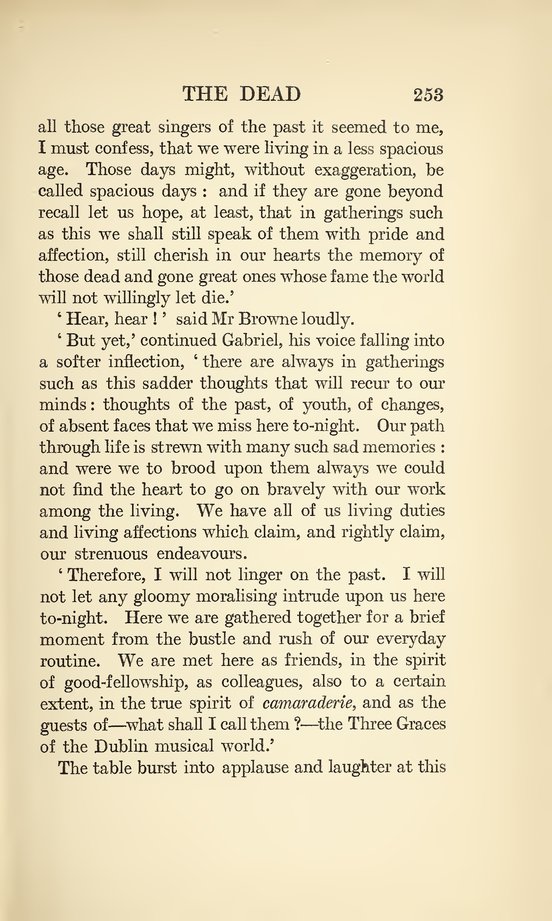 THE DEAD 253
all those great singers of the past it seemed to me,
I must confess, that we were living in a less spacious
age. Those days might, without exaggeration, be
called spacious days : and if they are gone beyond
recall let us hope, at least, that in gatherings such
as this we shall still speak of them with pride and
affection, still cherish in our hearts the memory of
those dead and gone great ones whose fame the world
will not willingly let die.’
‘ Hear, hear ! ’ said Mr Browne loudly.
‘ But yet,’ continued Gabriel, his voice falling into
a softer inflection, ‘ there are always in gatherings
such as this sadder thoughts that will recur to our
minds : thoughts of the past, of youth, of changes,
of absent faces that we miss here to-night. Our path
through life is strewn with many such sad memories :
and were we to brood upon them always we could
not find the heart to go on bravely with our work
among the living. We have all of us living duties
and living affections which claim, and rightly claim,
our strenuous endeavours.
‘ Therefore, I will not linger on the past. I will
not let any gloomy moralising intrude upon us here
to-night. Here we are gathered together for a brief
moment from the bustle and rush of our everyday
routine. We are met here as friends, in the spirit
of good-fellowship, as colleagues, also to a certain
extent, in the true spirit of camaraderie, and as the
guests of—what shall I call them ?—the Three Graces
of the Dublin musical world.’
The table burst into applause and laughter at this